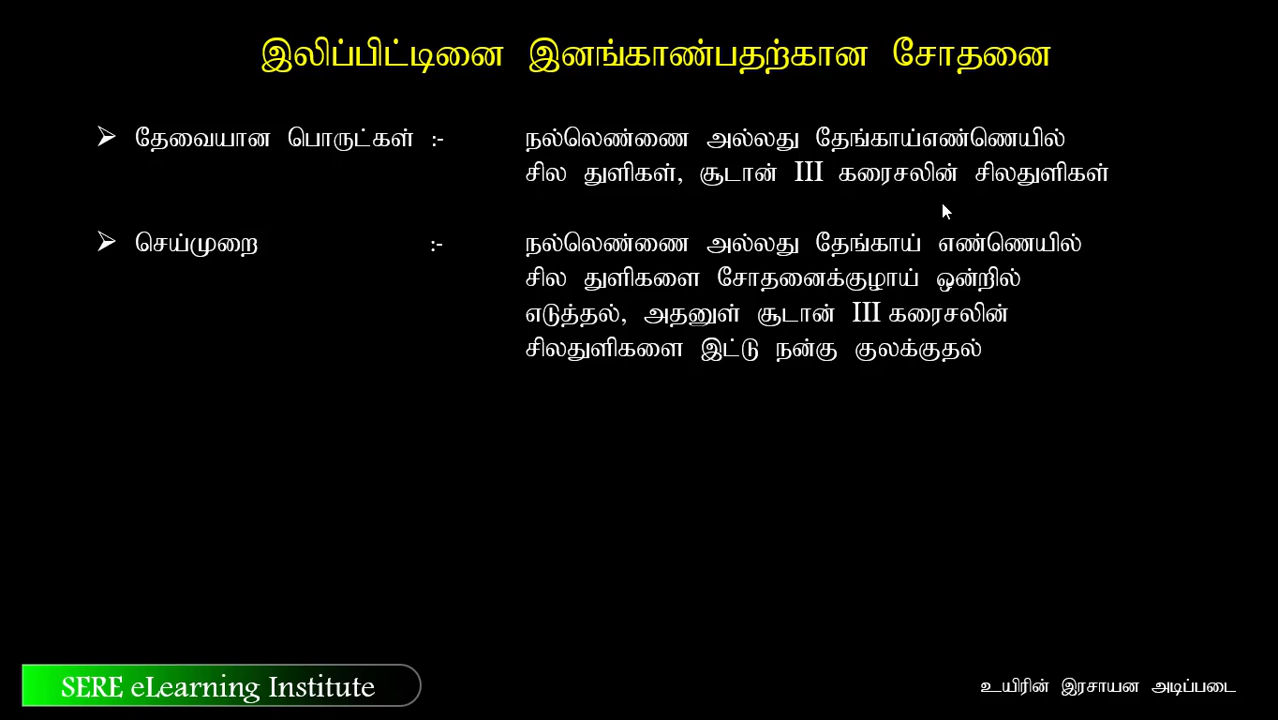 இலிப்பிட்டினை இனங்காண்பதற்கான சோதனை
➢ தேவையான பொருட்கள் :- நல்லெண்ணை அல்லது தேங்காய்எண்ணெயில்
சில துளிகள், சூடான் III கரைசலின் சிலதுளிகள்
➢ செய்முறை :- நல்லெண்ணை அல்லது தேங்காய் எண்ணெயில்
சில துளிகளை சோதனைக்குழாய் ஒன்றில்
எடுத்தல், அதனுள் சூடான் III கரைசலின்
சிலதுளிகளை இட்டு நன்கு குலக்குதல்
SERE eLearning Institute
உயிரின் இரசாயன அடிப்படை